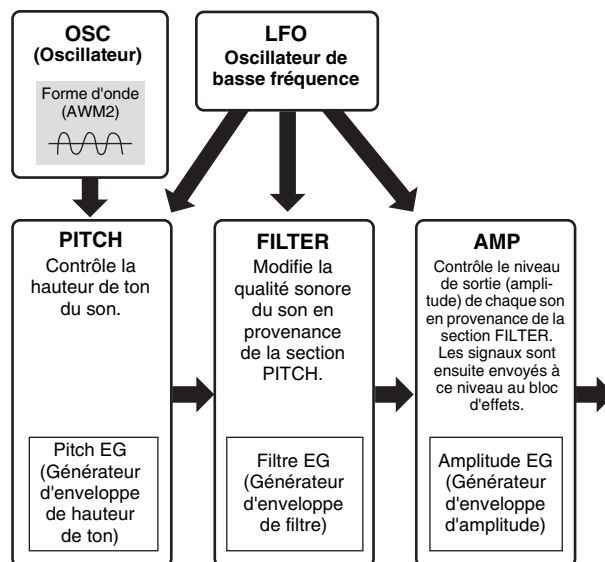 OSC
(Oscillateur)
Forme d'onde
(AWM2)
LFO
Oscillateur de
basse fréquence
PITCH
Contrôle la
hauteur de ton
du son.
Pitch EG
(Générateur
d'enveloppe
de hauteur
de ton)
FILTER
Modifie la
qualité sonore
du son en
provenance
de la section
PITCH.
Filtre EG
(Générateur
d'enveloppe
de filtre)
AMP
Contrôle le niveau
de sortie (ampli-
tude) de chaque son
en provenance de la
section FILTER.
Les signaux sont
ensuite envoyés à
ce niveau au bloc
d'effets.
Amplitude EG
(Générateur
d'enveloppe
d'amplitude)